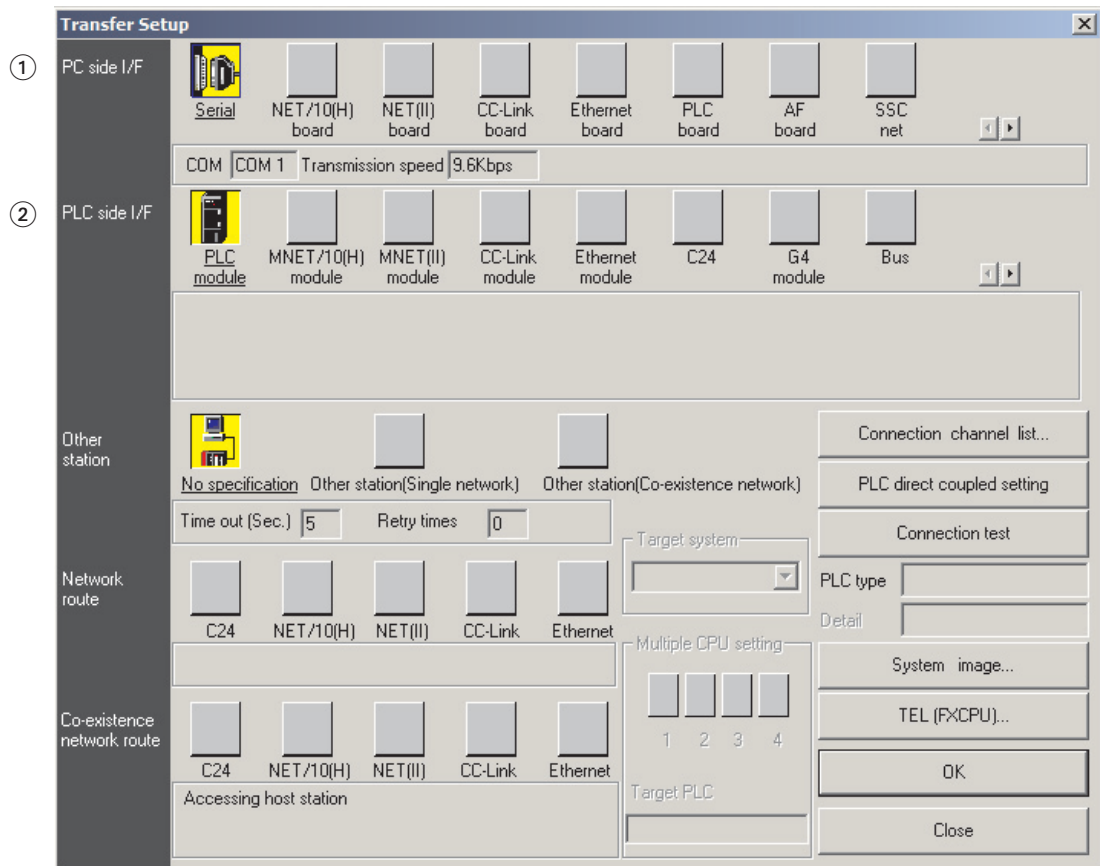 Transfer Setup
① PC side I/F
Serial
NET/10(H) board
NET(II) board
CC-Link board
Ethernet board
PLC board
AF board
SSC net
COM COM 1 Transmission speed 9.6Kbps
② PLC side I/F
PLC module
MNET/10(H) module
MNET(II) module
CC-Link module
Ethernet module
C24
G4 module
Bus
Other station
No specification
Other station(Single network)
Other station(Co-existence network)
Time out (Sec.) 5 Retry times 0
Network route
C24 NET/10(H) NET(II) CC-Link Ethernet
Co-existence network route
C24 NET/10(H) NET(II) CC-Link Ethernet
Accessing host station
Target system
Multiple CPU setting
1 2 3 4
Target PLC
Connection channel list...
PLC direct coupled setting
Connection test
PLC type
Detail
System image...
TEL (FXCPU)...
OK
Close